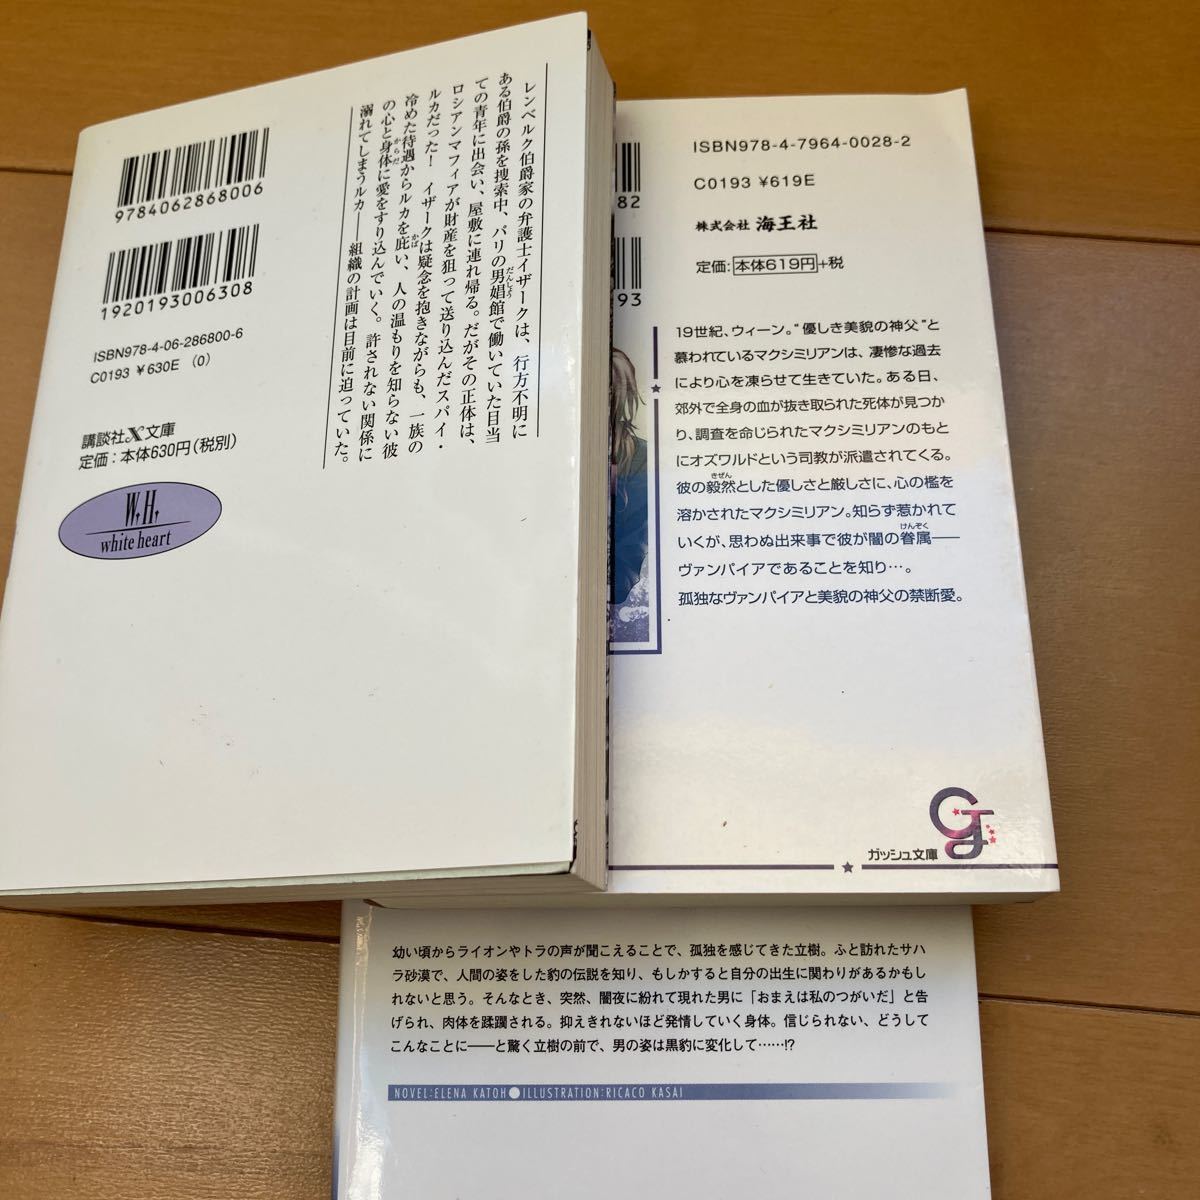 レンベルク伯爵家の弁護士イザークは、行方不明に
ある伯爵の孫を捜索中、パリの男娼館で働いていた目当
だんしょう
ての青年に出会い、屋敷に連れ帰る。だがその正体は、
ロシアンマフィアが財産を狙って送り込んだスパイ・
ルカだった！　イザークは疑念を抱きながらも、一族の
冷めた待遇からルカを庇い、人の温もりを知らない彼
かば
の心と身体に愛をすり込んでいく。許されない関係に
からだ
溺れてしまうルカ――組織の計画は目前に迫っていた。
9784062868006
1920193006308
ISBN978-4-06-286800-6
C0193 ¥630E (0)
講談社X文庫
定価：本体630円(税別)
W.H.
white heart
82
93
ISBN978-4-7964-0028-2
C0193 ¥619E
株式会社 海王社
定価：本体619円+税
19世紀、ウィーン。“優しき美貌の神父”と
慕われているマクシミリアンは、凄惨な過去
により心を凍らせて生きていた。ある日、
郊外で全身の血が抜き取られた死体が見つか
り、調査を命じられたマクシミリアンのもと
にオズワルドという司教が派遣されてくる。
きぜん
彼の毅然とした優しさと厳しさに、心の檻を
溶かされたマクシミリアン。知らず惹かれて
けんぞく
いくが、思わぬ出来事で彼が闇の眷属――
ヴァンパイアであることを知り…。
孤独なヴァンパイアと美貌の神父の禁断愛。
ガッシュ文庫
幼い頃からライオンやトラの声が聞こえることで、孤独を感じてきた立樹。ふと訪れたサハ
ラ砂漠で、人間の姿をした豹の伝説を知り、もしかすると自分の出生に関わりがあるかもし
れないと思う。そんなとき、突然、闇夜に紛れて現れた男に「おまえは私のつがいだ」と告
げられ、肉体を蹂躙される。抑えきれないほど発情していく身体。信じられない、どうして
こんなことに――と驚く立樹の前で、男の姿は黒豹に変化して……!?
NOVEL:ELENA KATOH●ILLUSTRATION:RICACO KASAI